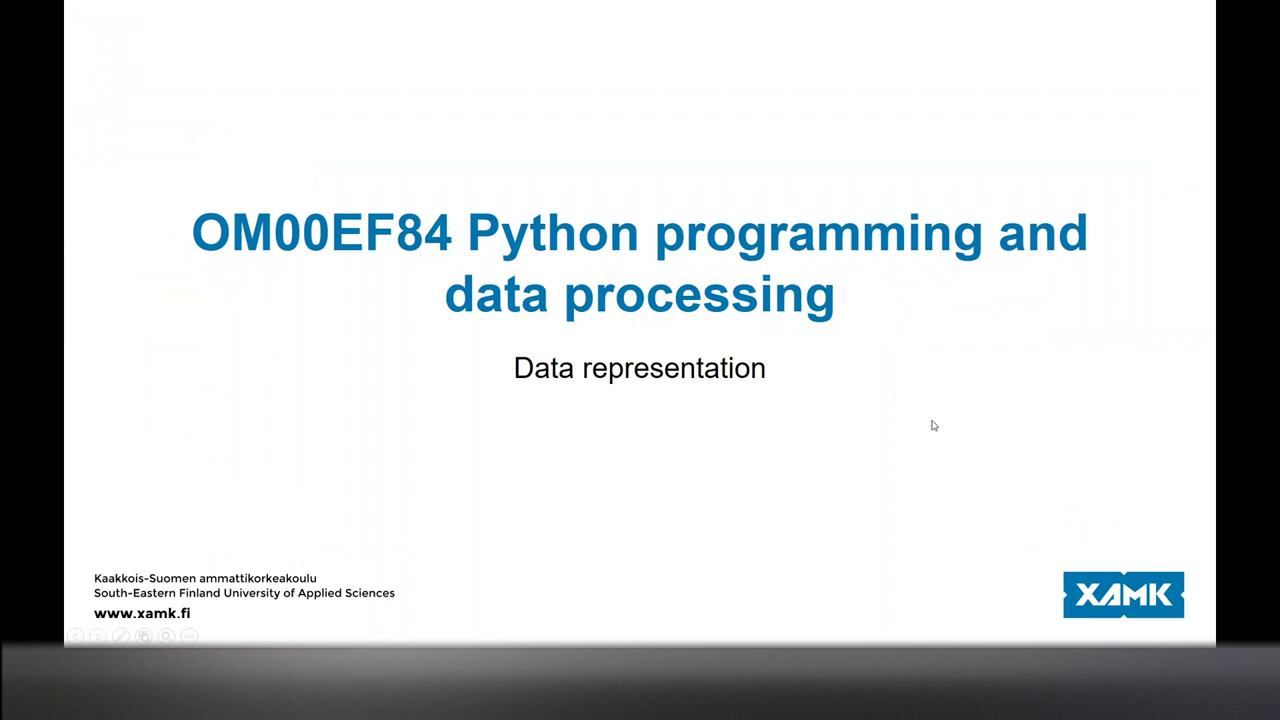 OM00EF84 Python programming and
data processing
Data representation
Kaakkois-Suomen ammattikorkeakoulu
South-Eastern Finland University of Applied Sciences
www.xamk.fi
XAMK